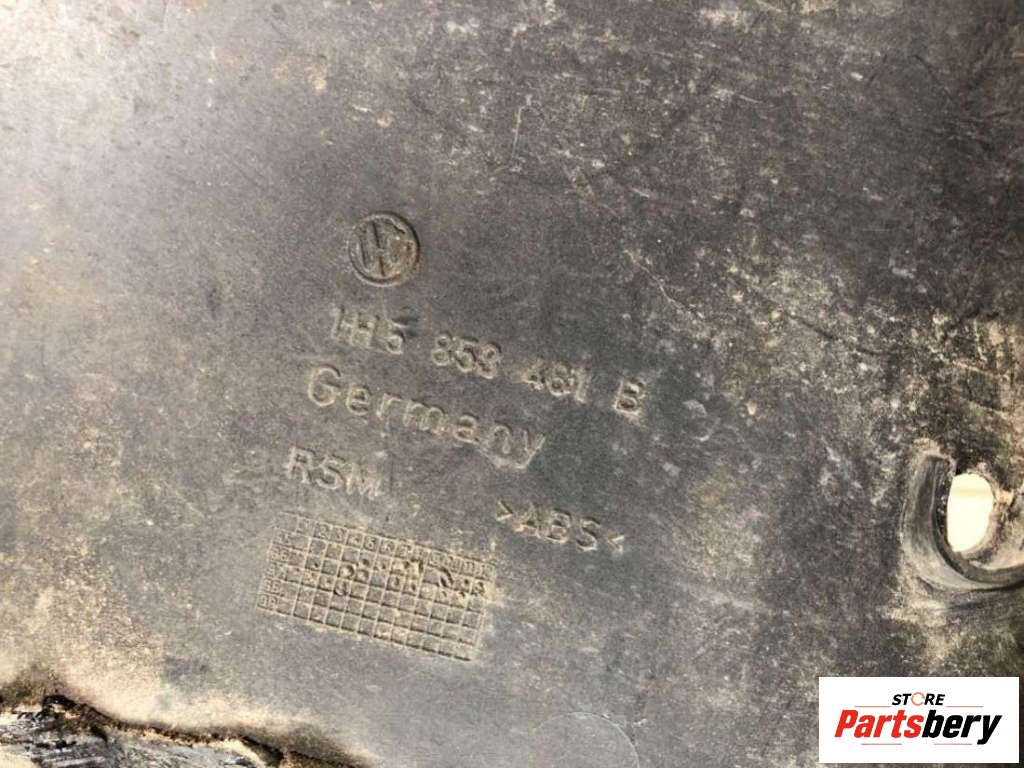 1H5 853 461 B
Germany
RSM
>ABS<
STORE
Partsbery